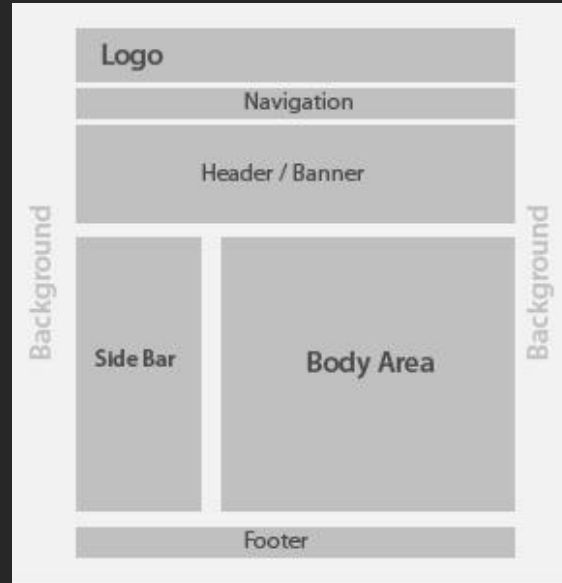 Logo
Navigation
Header / Banner
Background
Side Bar
Body Area
Background
Footer